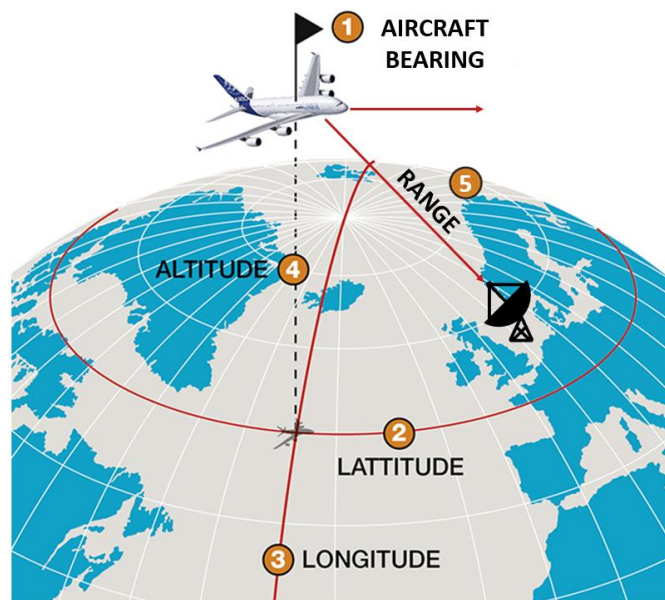 1 AIRCRAFT
BEARING
5
RANGE
ALTITUDE 4
2
LATTITUDE
3 LONGITUDE